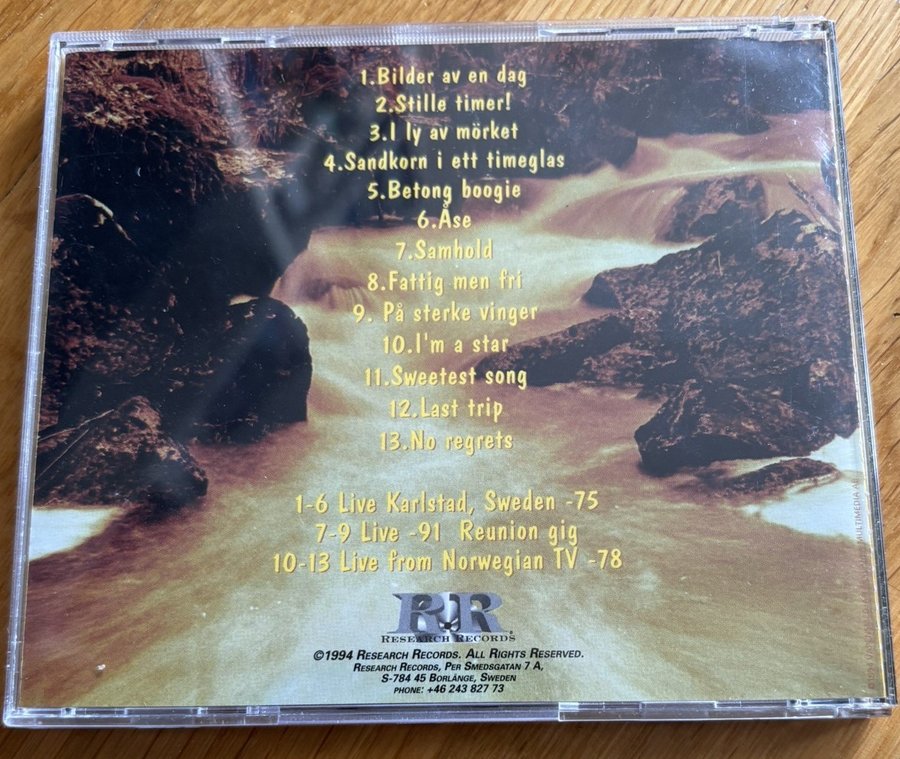 1.Bilder av en dag
2.Stille timer!
3.I ly av mörket
4.Sandkorn i ett timeglas
5.Betong boogie
6.Åse
7.Samhold
8.Fattig men fri
9. På sterke vinger
10.I'm a star
11.Sweetest song
12.Last trip
13.No regrets
1-6 Live Karlstad, Sweden -75
7-9 Live -91 Reunion gig
10-13 Live from Norwegian TV -78
R R
RESEARCH RECORDS
©1994 RESEARCH RECORDS. ALL RIGHTS RESERVED.
RESEARCH RECORDS, PER SMEDSGATAN 7 A,
S-784 45 BORLÄNGE, SWEDEN
PHONE: +46 243 827 73
MULTIMEDIA